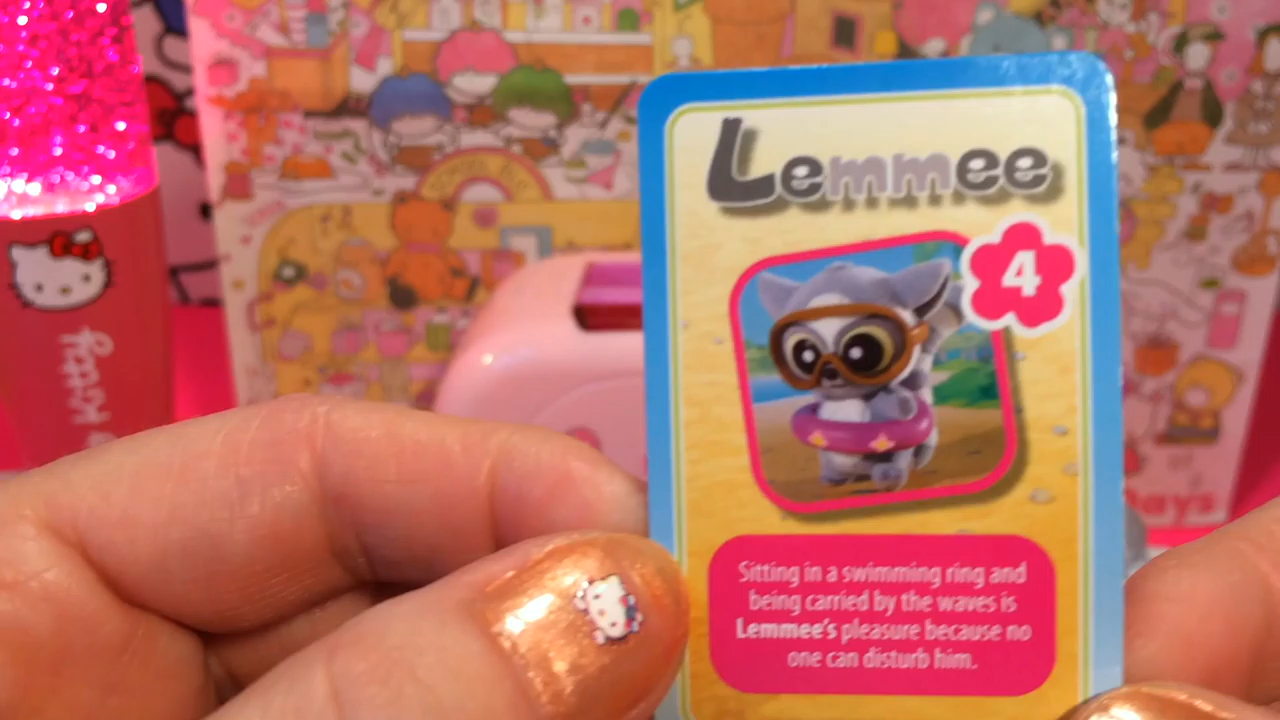 Lemmee
4
Sitting in a swimming ring and
being carried by the waves is
Lemmee's pleasure because no
one can disturb him.